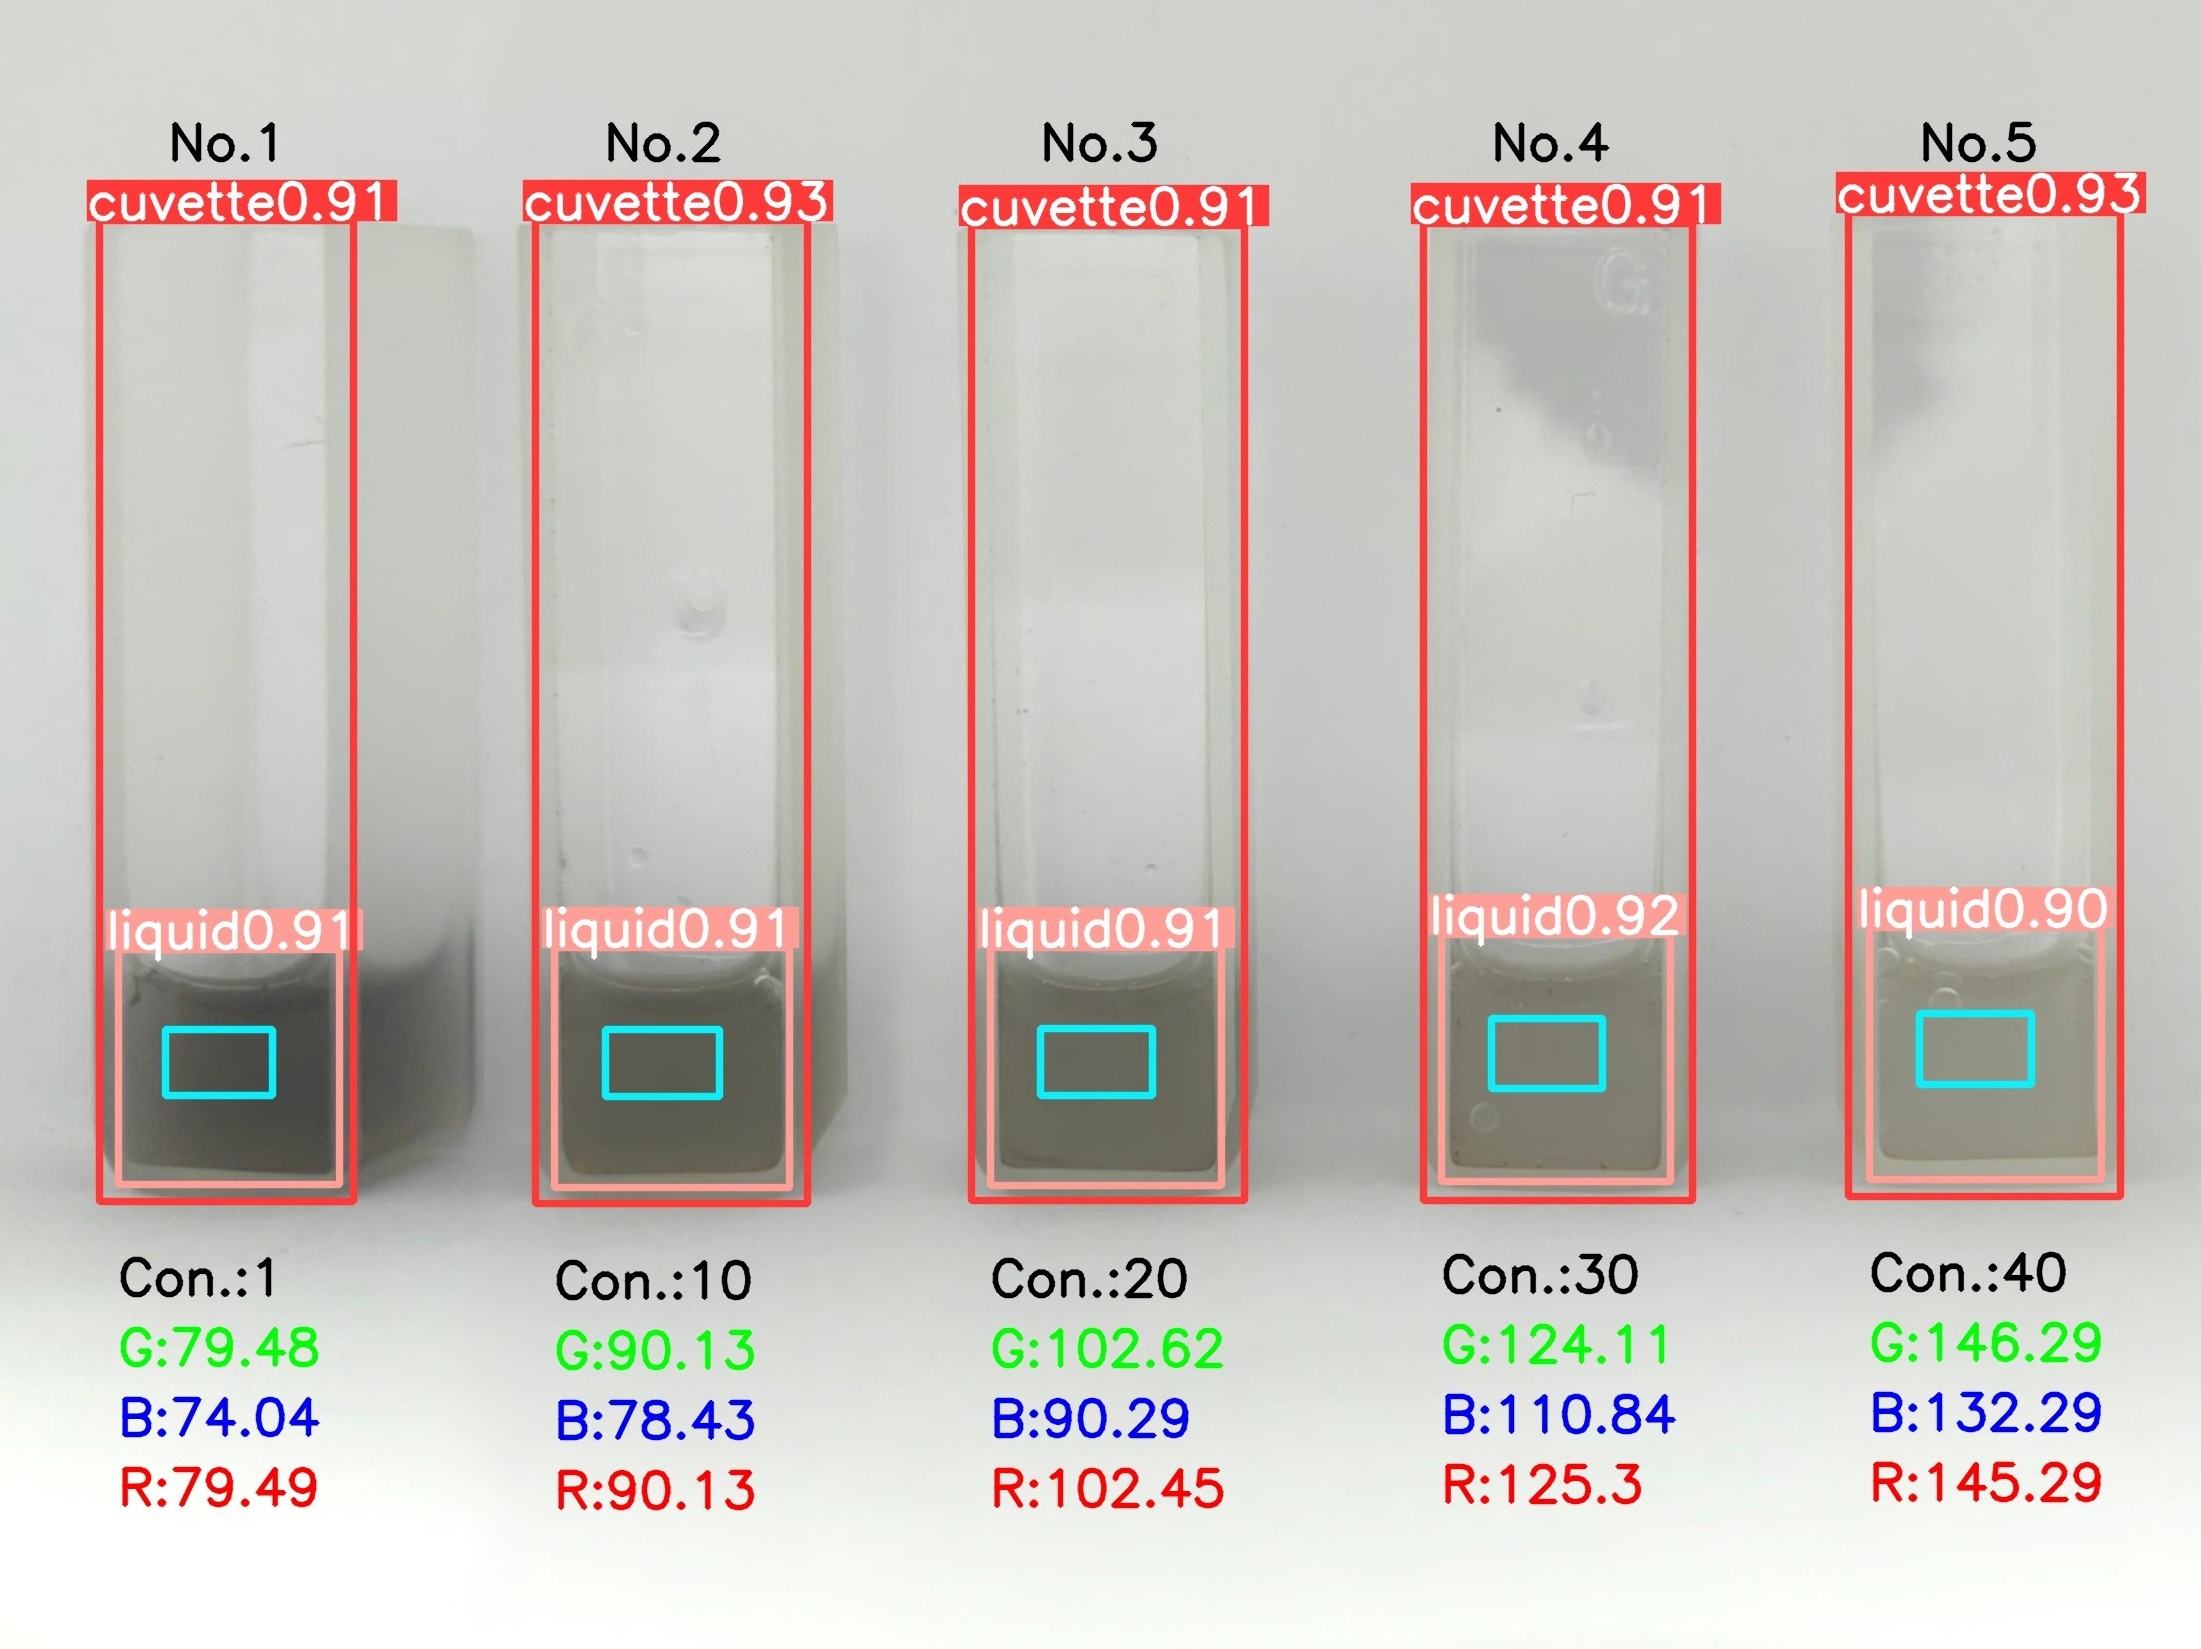 No.1
cuvette0.91
liquid0.91
Con.:1
G:79.48
B:74.04
R:79.49
No.2
cuvette0.93
liquid0.91
Con.:10
G:90.13
B:78.43
R:90.13
No.3
cuvette0.91
liquid0.91
Con.:20
G:102.62
B:90.29
R:102.45
No.4
cuvette0.91
G
liquid0.92
Con.:30
G:124.11
B:110.84
R:125.3
No.5
cuvette0.93
liquid0.90
Con.:40
G:146.29
B:132.29
R:145.29